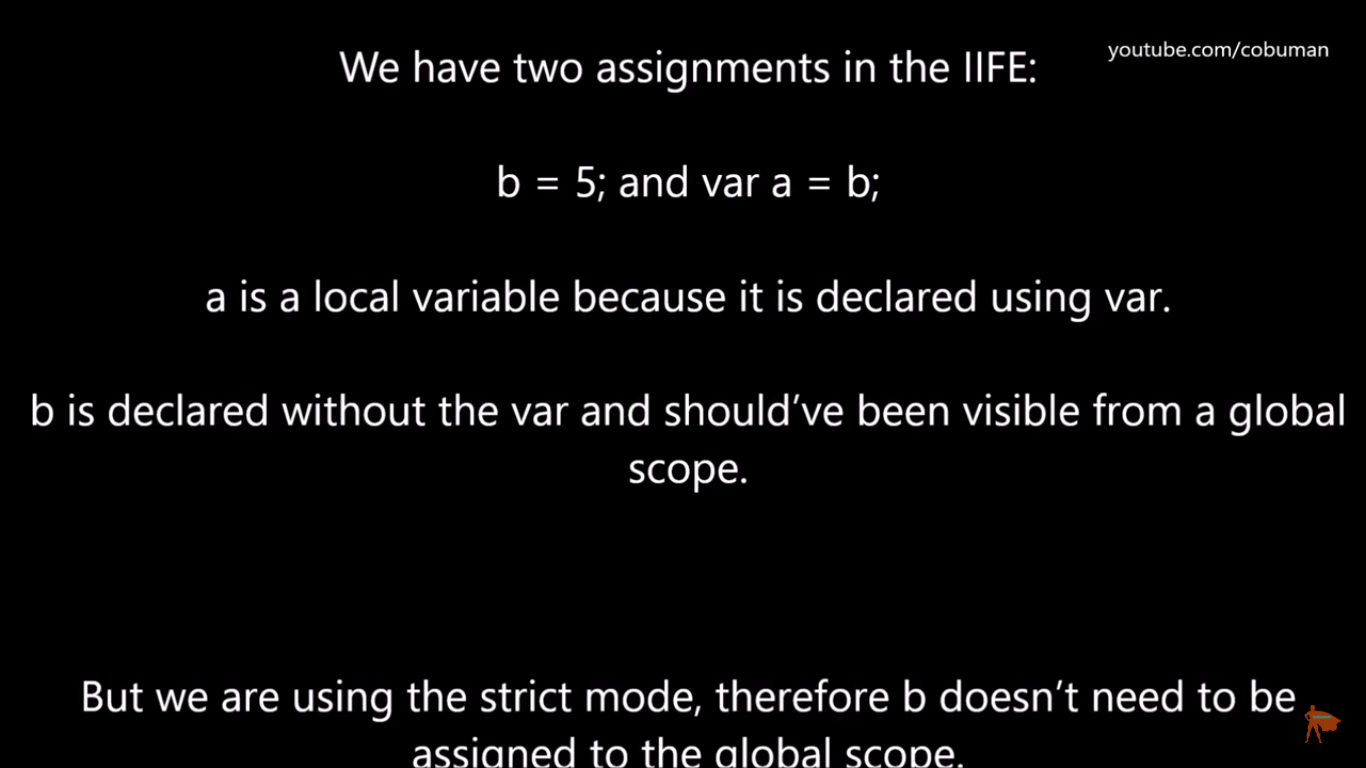 youtube.com/cobuman
We have two assignments in the IIFE:
b = 5; and var a = b;
a is a local variable because it is declared using var.
b is declared without the var and should’ve been visible from a global
scope.
But we are using the strict mode, therefore b doesn’t need to be
assigned to the global scope.